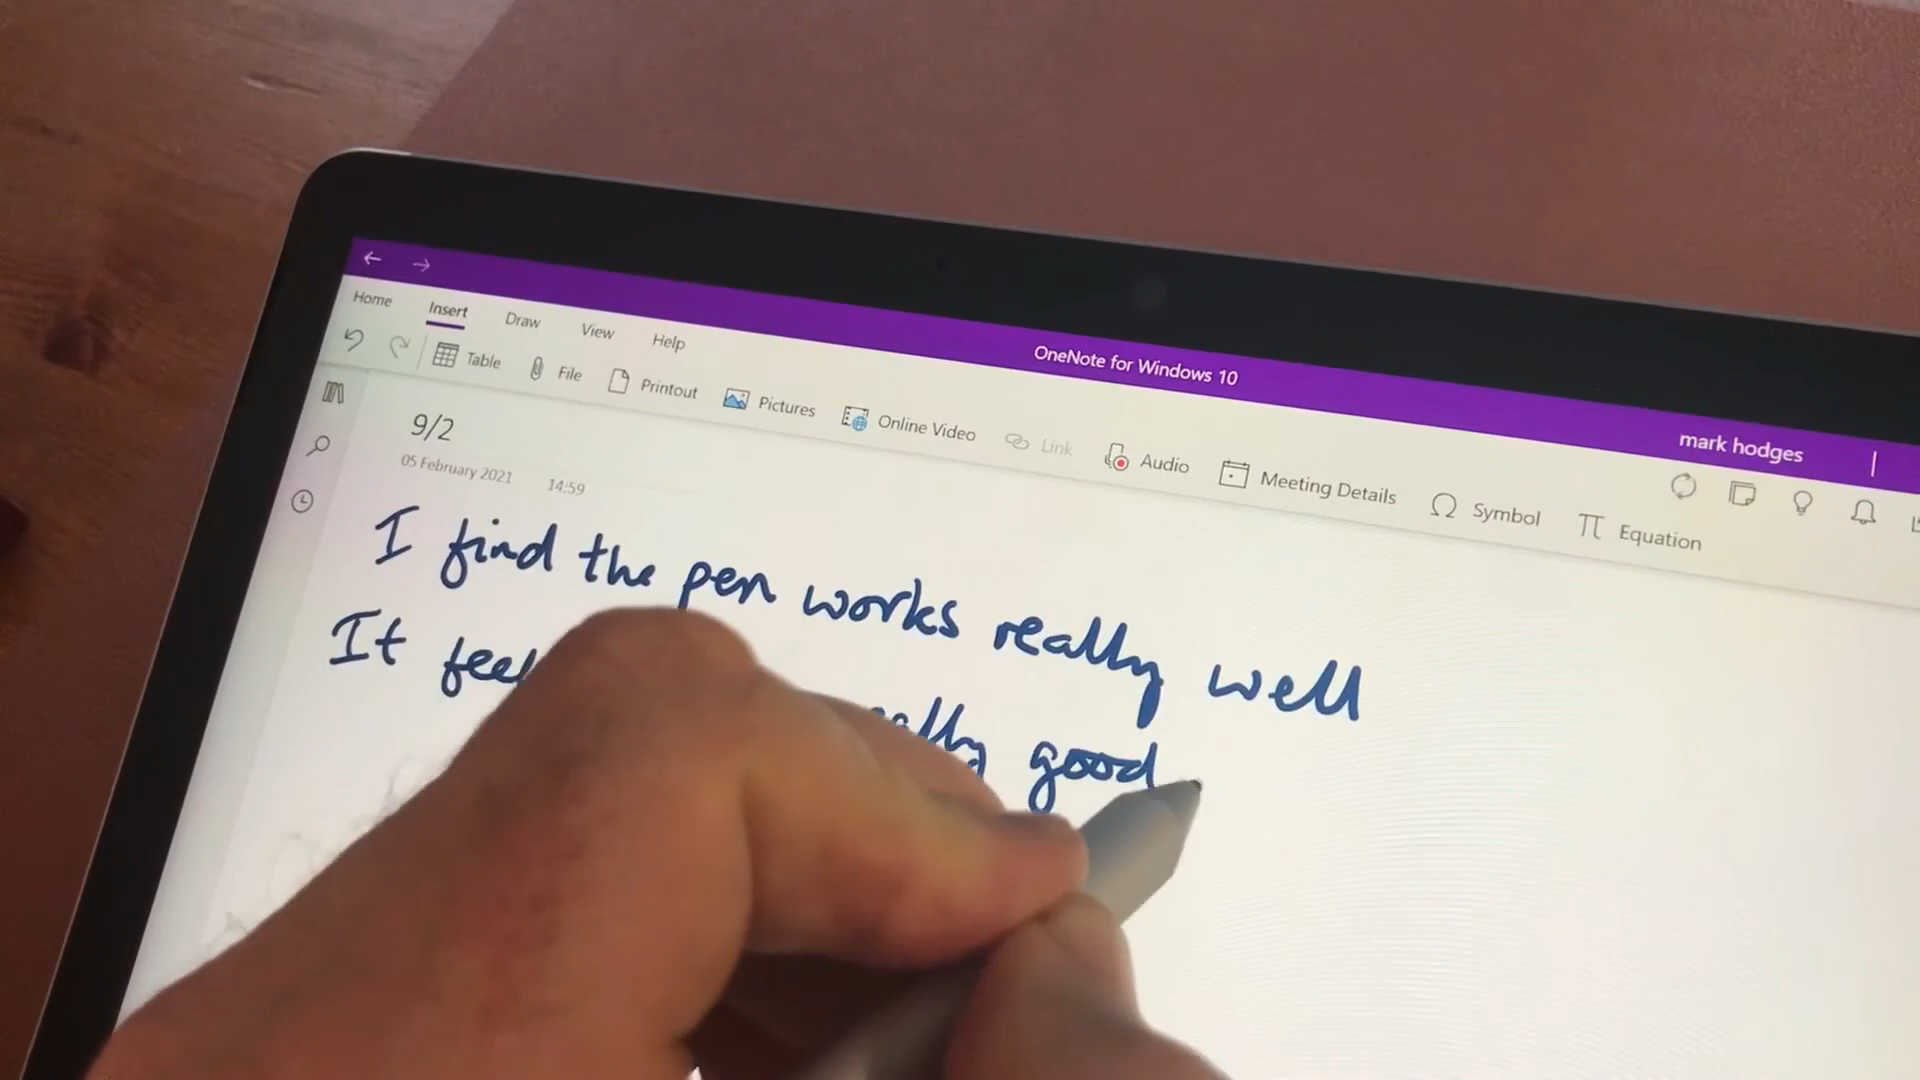 OneNote for Windows 10
mark hodges
Home Insert Draw View Help
Table File Printout Pictures Online Video Link Audio Meeting Details Symbol Equation
9/2
05 February 2021 14:59
I find the pen works really well
It good